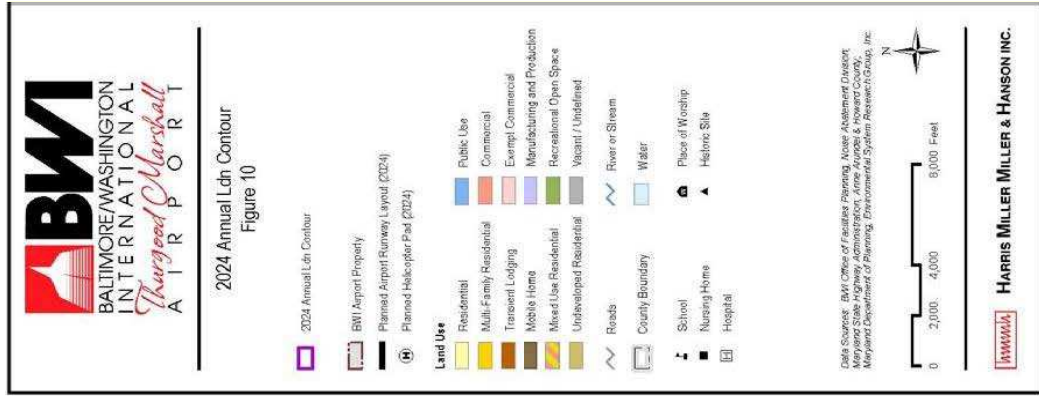 BWI
BALTIMORE/WASHINGTON
INTERNATIONAL
Thurgood Marshall
AIRPORT
2024 Annual Ldn Contour
Figure 10
2024 Annual Ldn Contour
BWI Airport Property
Planned Airport Runway Layout (2024)
H Planned Helicopter Pad (2024)
Land Use
Residential
Multi-Family Residential
Transient Lodging
Mobile Home
Mixed Use Residential
Undeveloped Residential
Public Use
Commercial
Exempt Commercial
Manufacturing and Production
Recreational Open Space
Vacant / Undefined
Roads
River or Stream
County Boundary
Water
School
Place of Worship
Nursing Home
Historic Site
H Hospital
Data Sources: BWI Office of Facilities Planning, Noise Abatement Division;
Maryland State Highway Administration, Anne Arundel & Howard County;
Maryland Department of Planning, Environmental System Research Group, Inc.
N
0 2,000 4,000 8,000 Feet
HARRIS MILLER MILLER & HANSON INC.